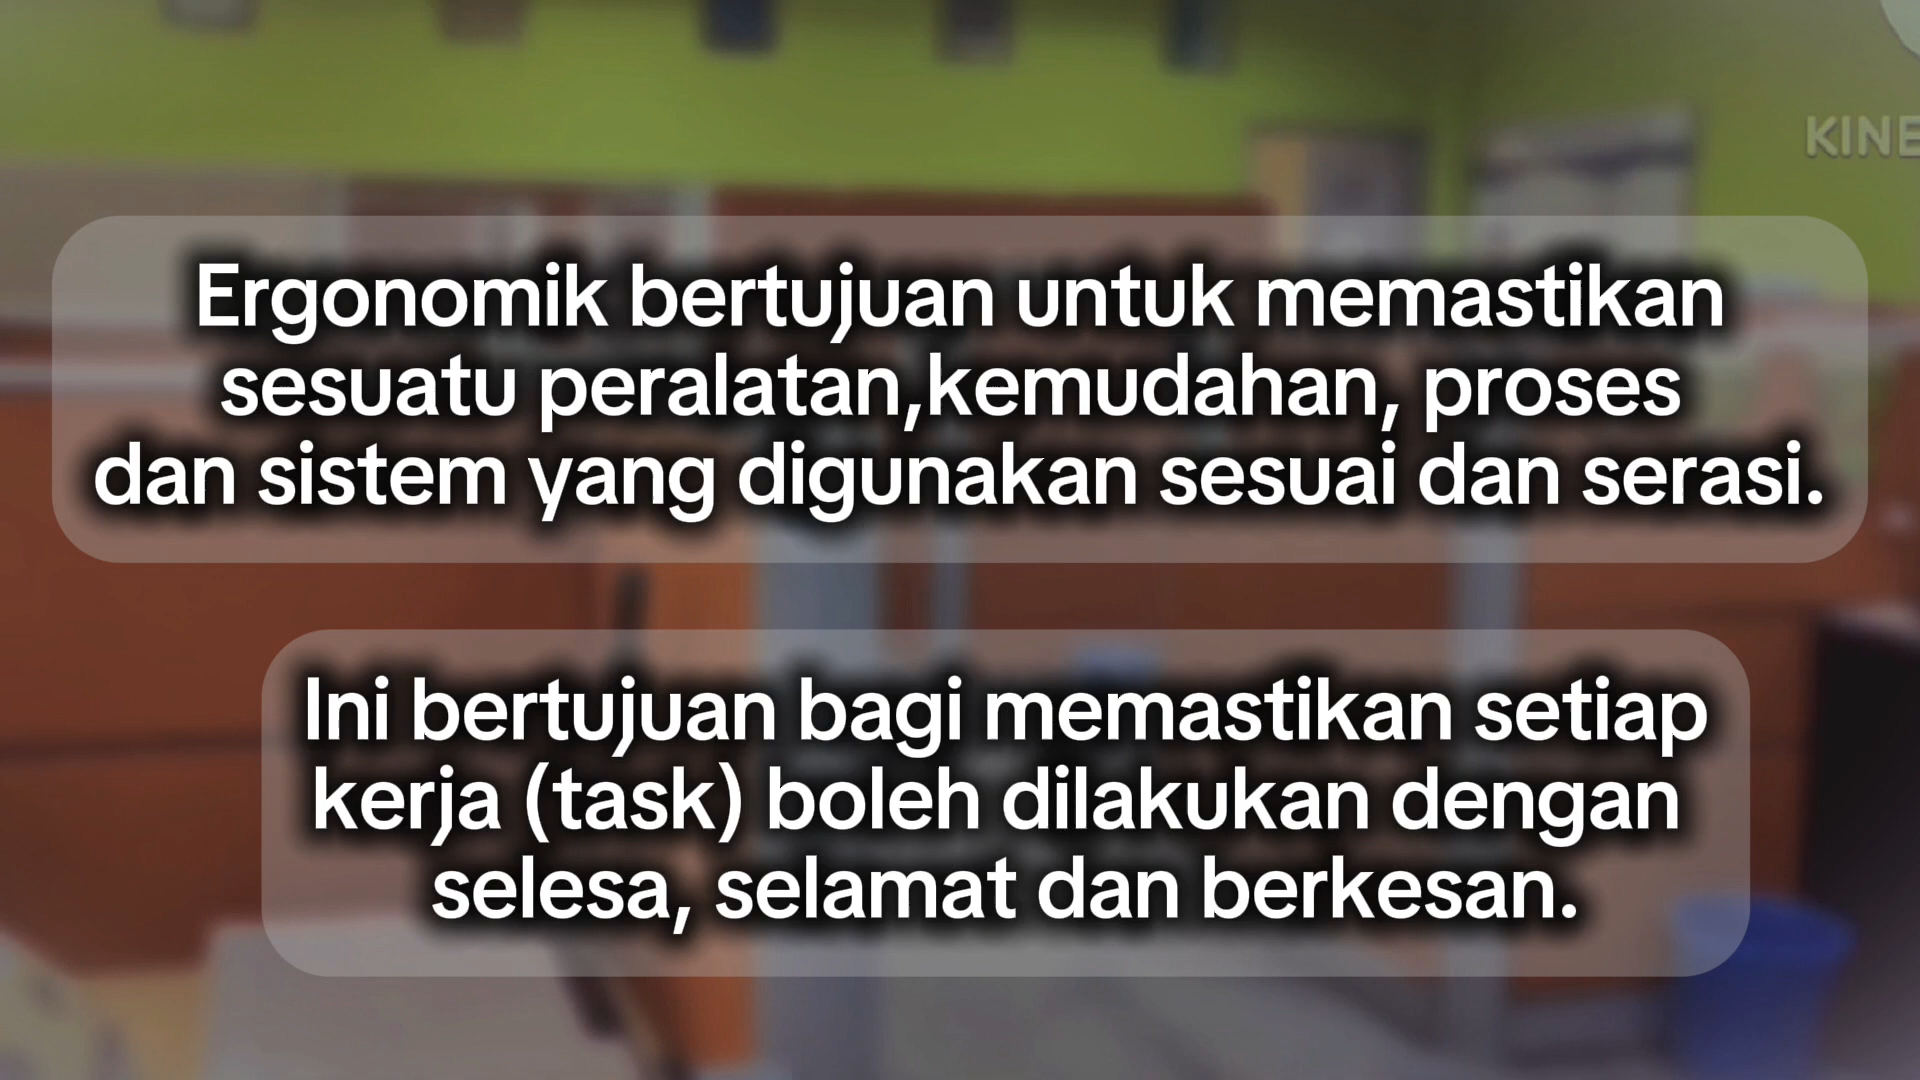 KINE
Ergonomik bertujuan untuk memastikan
sesuatu peralatan,kemudahan, proses
dan sistem yang digunakan sesuai dan serasi.
Ini bertujuan bagi memastikan setiap
kerja (task) boleh dilakukan dengan
selesa, selamat dan berkesan.